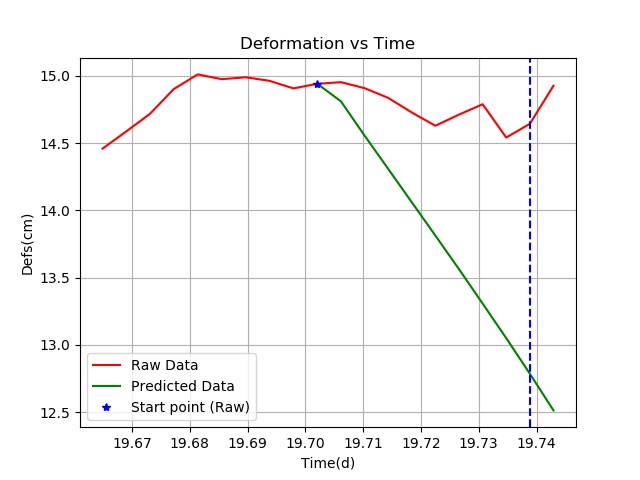 Deformation vs Time
Defs(cm)
15.0
14.5
14.0
13.5
13.0
12.5
Raw Data
Predicted Data
Start point (Raw)
19.67 19.68 19.69 19.70 19.71 19.72 19.73 19.74
Time(d)